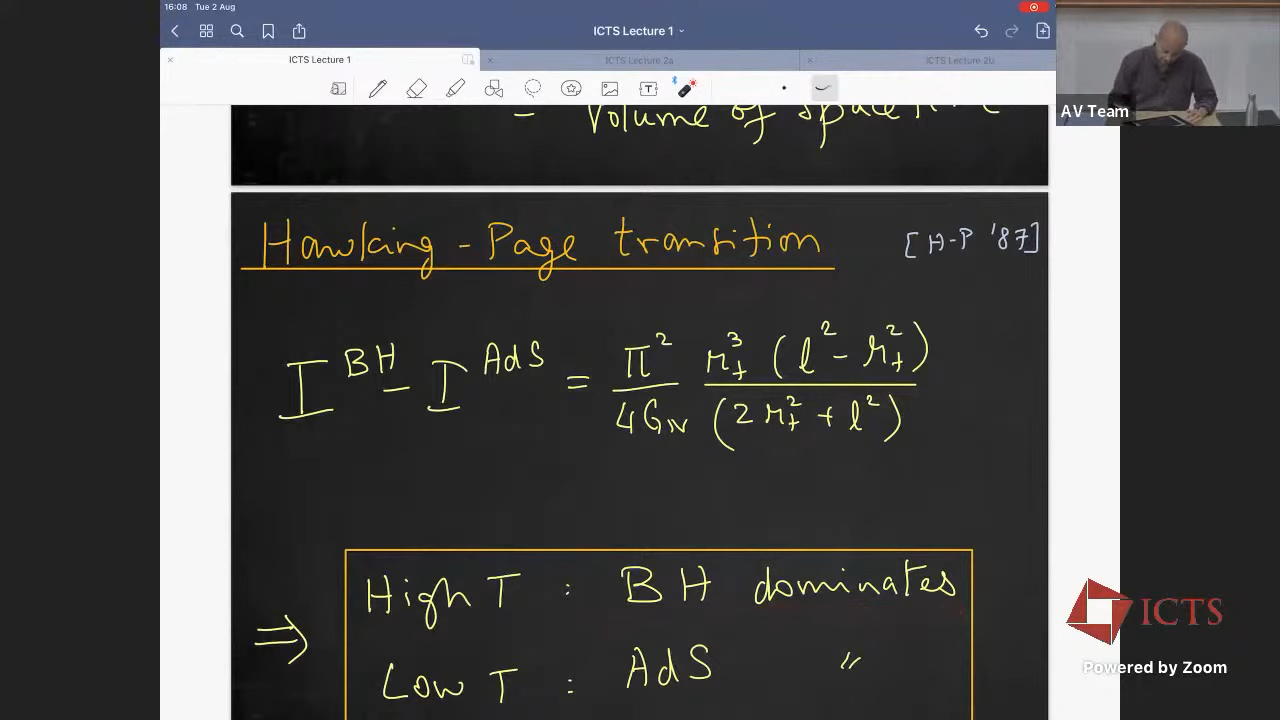 16:08 Tue 2 Aug
ICTS Lecture 1
ICTS Lecture 1
ICTS Lecture 2a
ICTS Lecture 2b
AV Team
- Volume of space time
Hawking - Page transition [H-P '87]
I^BH - I^AdS = π²/4G_N r₊³ (l² - r₊²)/(2r₊² + l²)
High T : BH dominates
⇒
Low T : AdS "
ICTS
Powered by Zoom